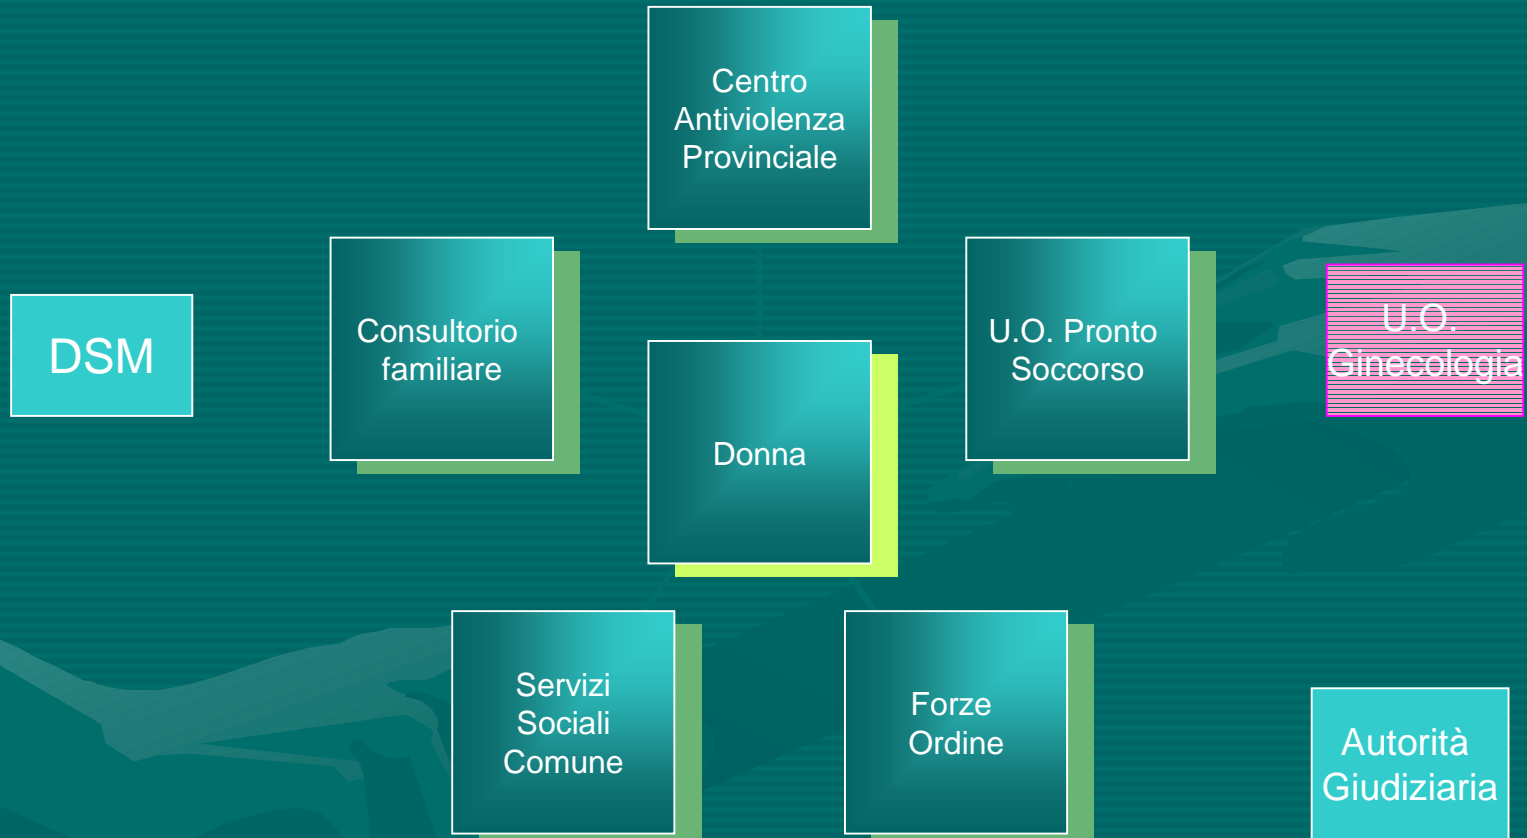 Centro
Antiviolenza
Provinciale
DSM
Consultorio
familiare
Donna
U.O. Pronto
Soccorso
U.O.
Ginecologia
Servizi
Sociali
Comune
Forze
Ordine
Autorità
Giudiziaria